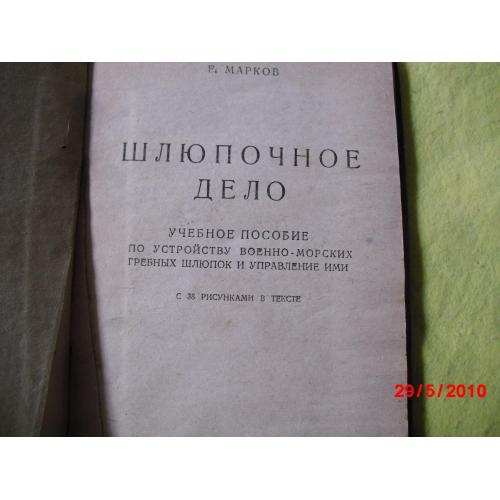 Е. МАРКОВ
ШЛЮПОЧНОЕ
ДЕЛО
УЧЕБНОЕ ПОСОБИЕ
ПО УСТРОЙСТВУ ВОЕННО-МОРСКИХ
ГРЕБНЫХ ШЛЮПОК И УПРАВЛЕНИЕ ИМИ
С 38 РИСУНКАМИ В ТЕКСТЕ
29/5/2010